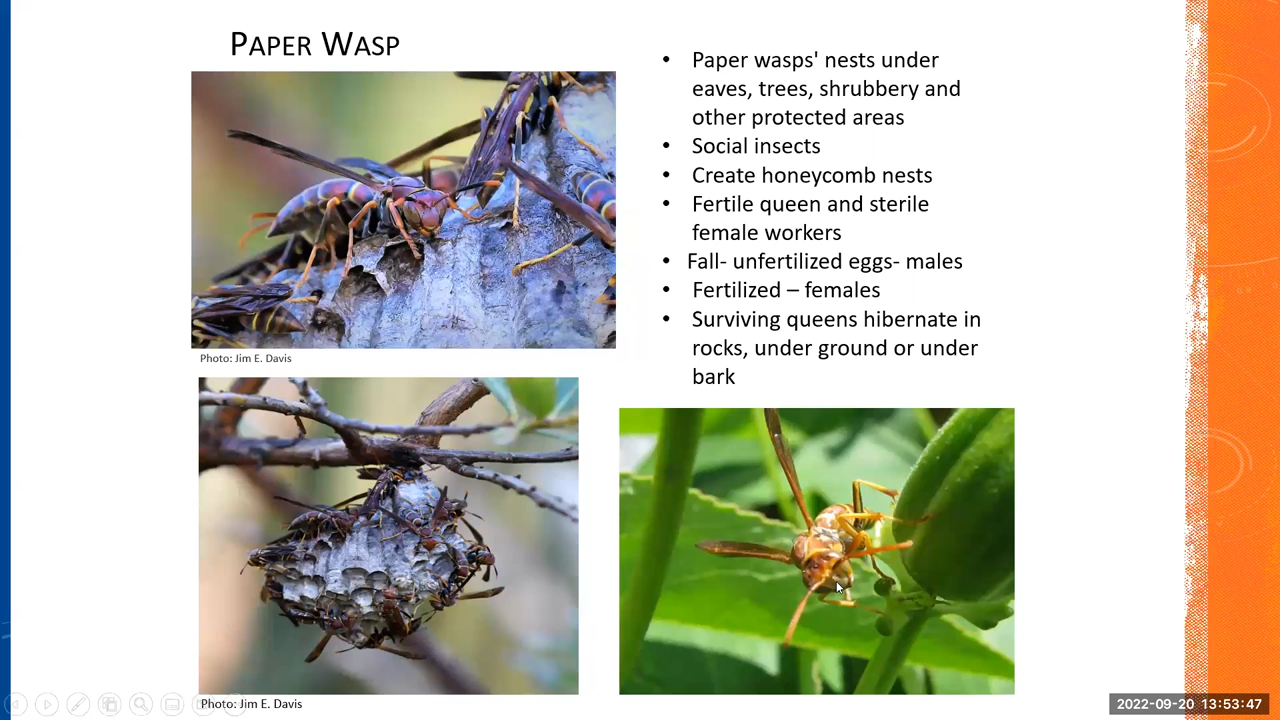 PAPER WASP
Photo: Jim E. Davis
Photo: Jim E. Davis
• Paper wasps' nests under
eaves, trees, shrubbery and
other protected areas
• Social insects
• Create honeycomb nests
• Fertile queen and sterile
female workers
• Fall- unfertilized eggs- males
• Fertilized – females
• Surviving queens hibernate in
rocks, under ground or under
bark
2022-09-20 13:53:47